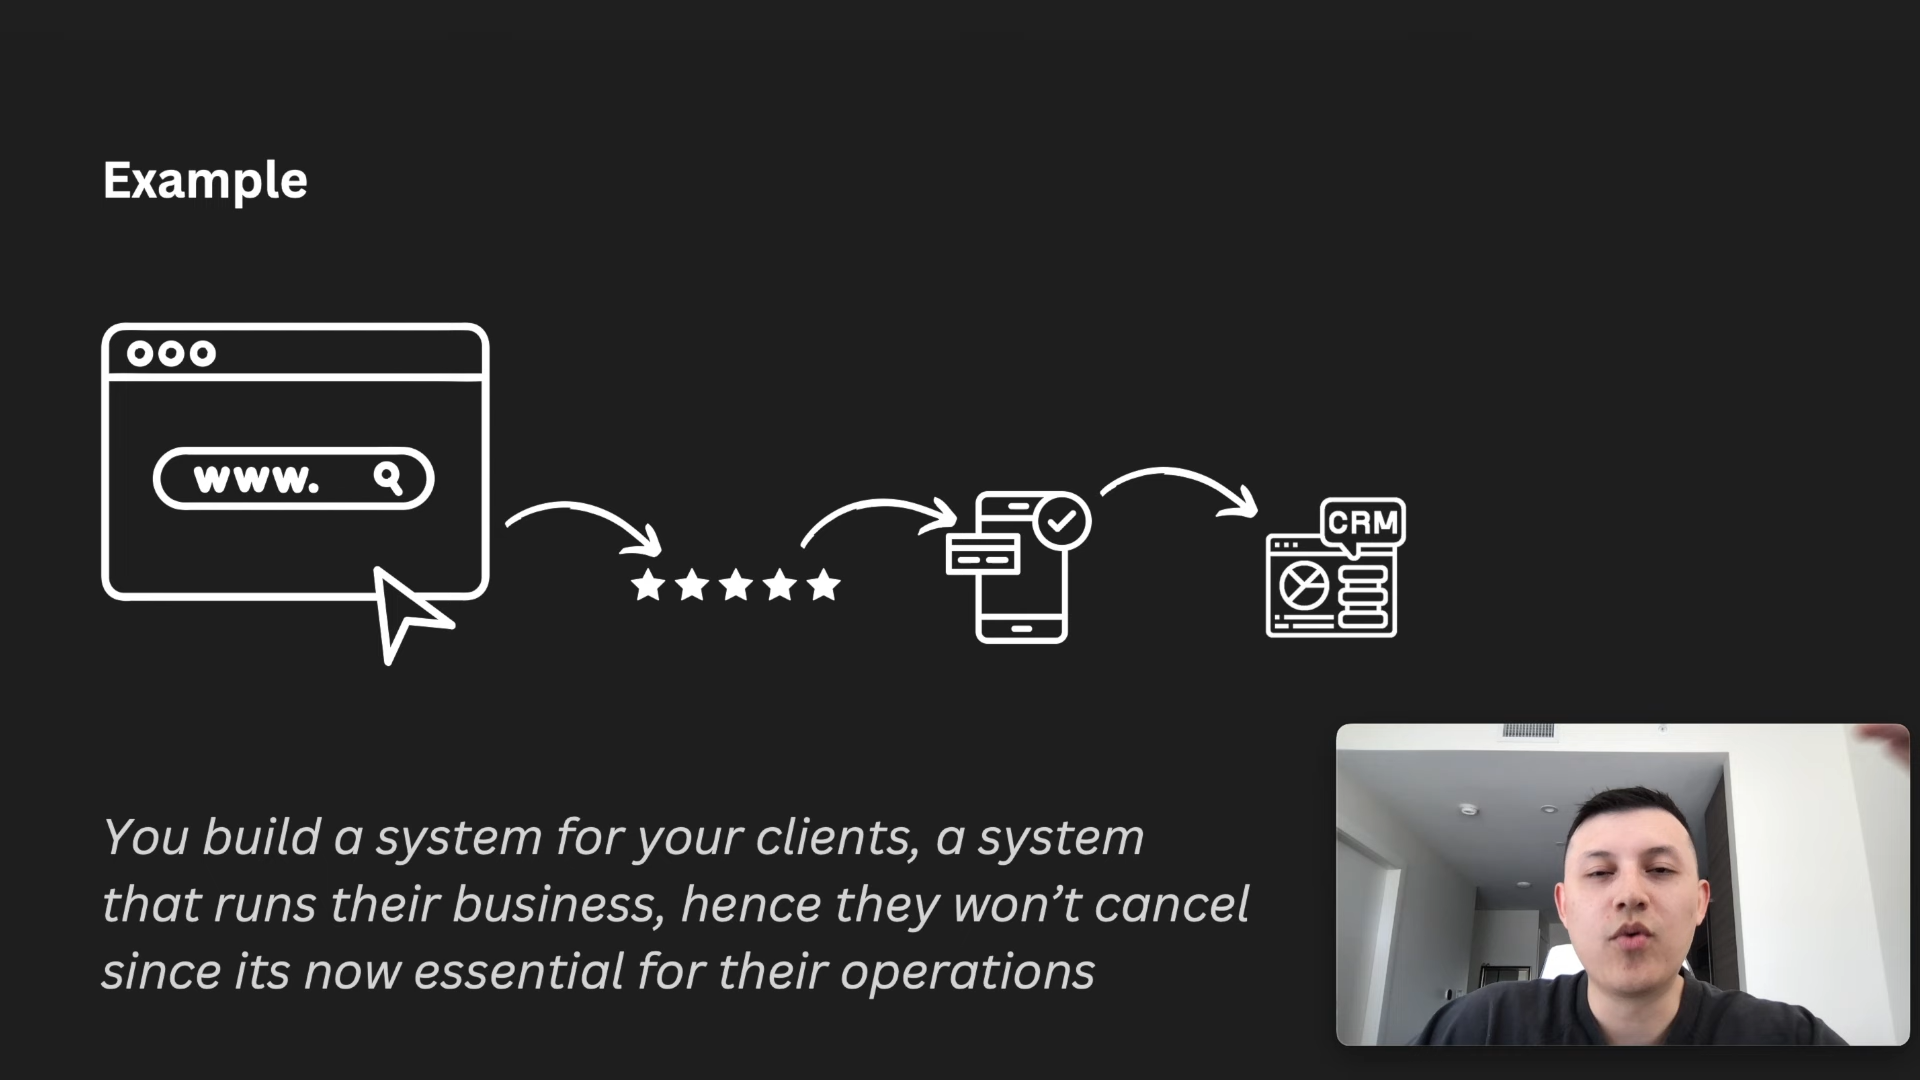 Example
www.
CRM
You build a system for your clients, a system
that runs their business, hence they won’t cancel
since its now essential for their operations